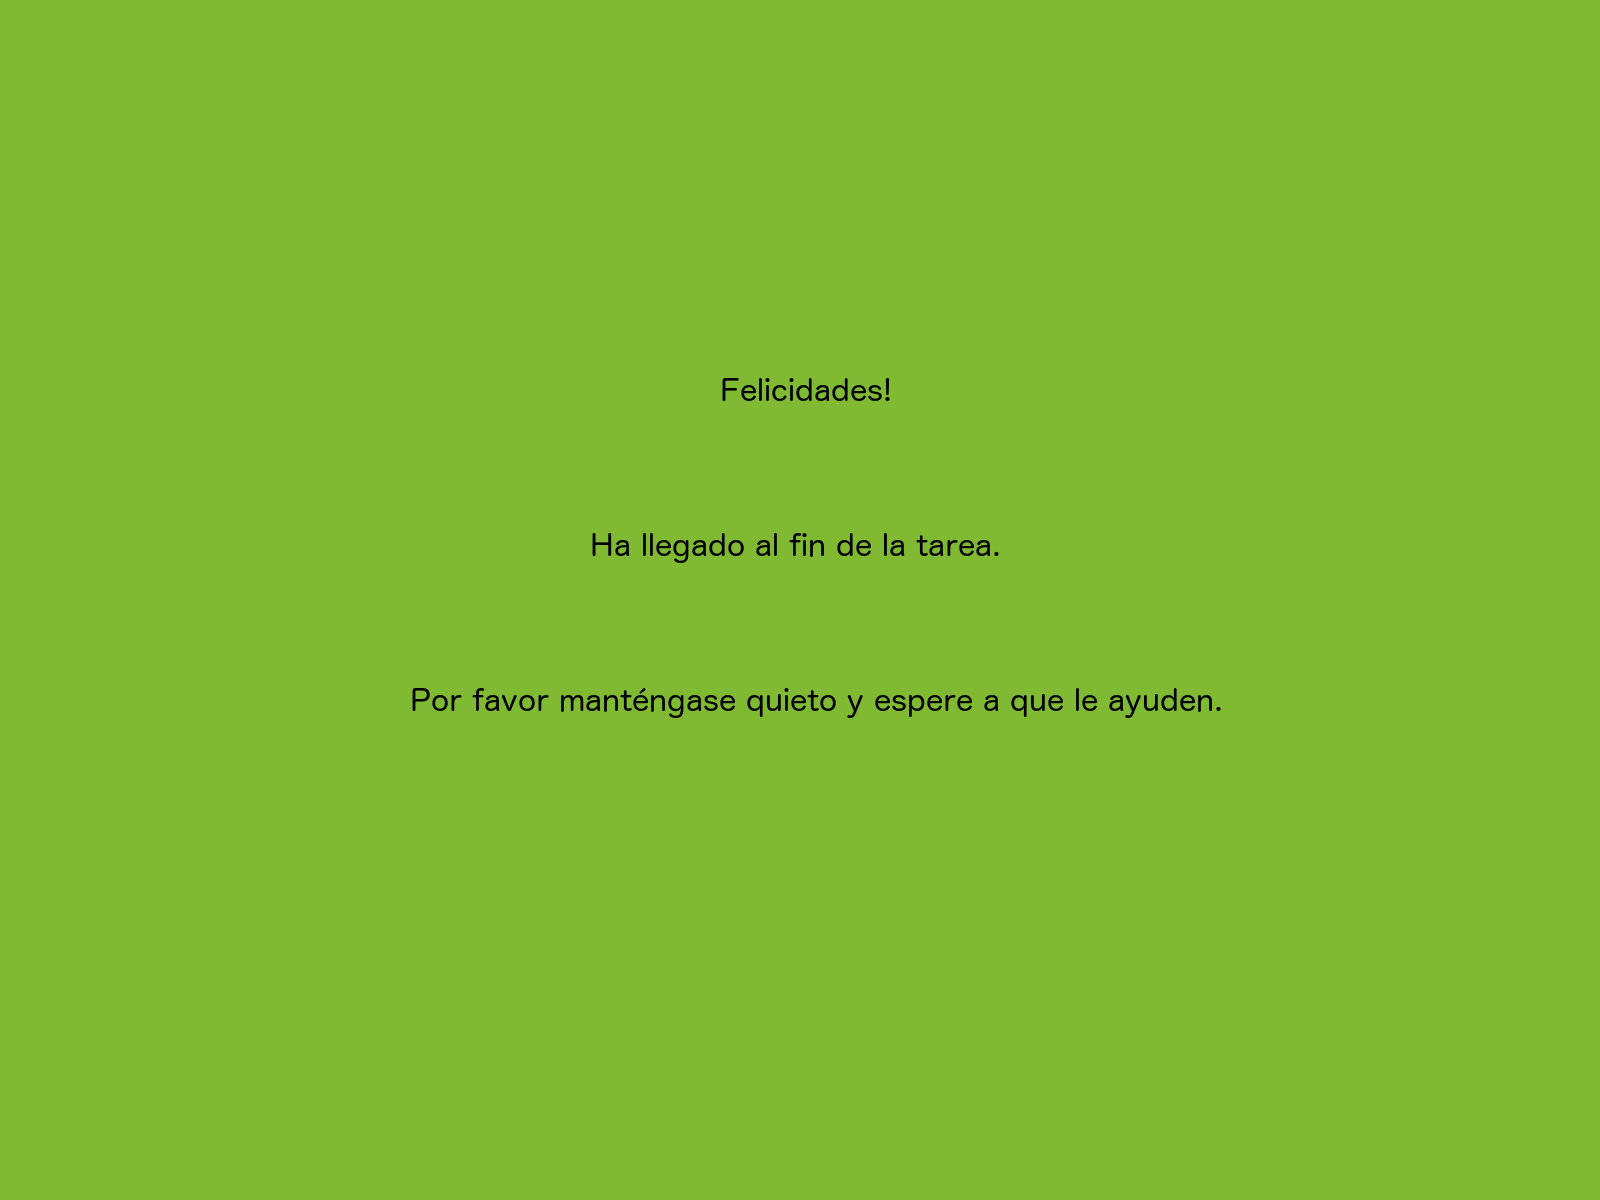 Felicidades!
Ha llegado al fin de la tarea.
Por favor manténgase quieto y espere a que le ayuden.